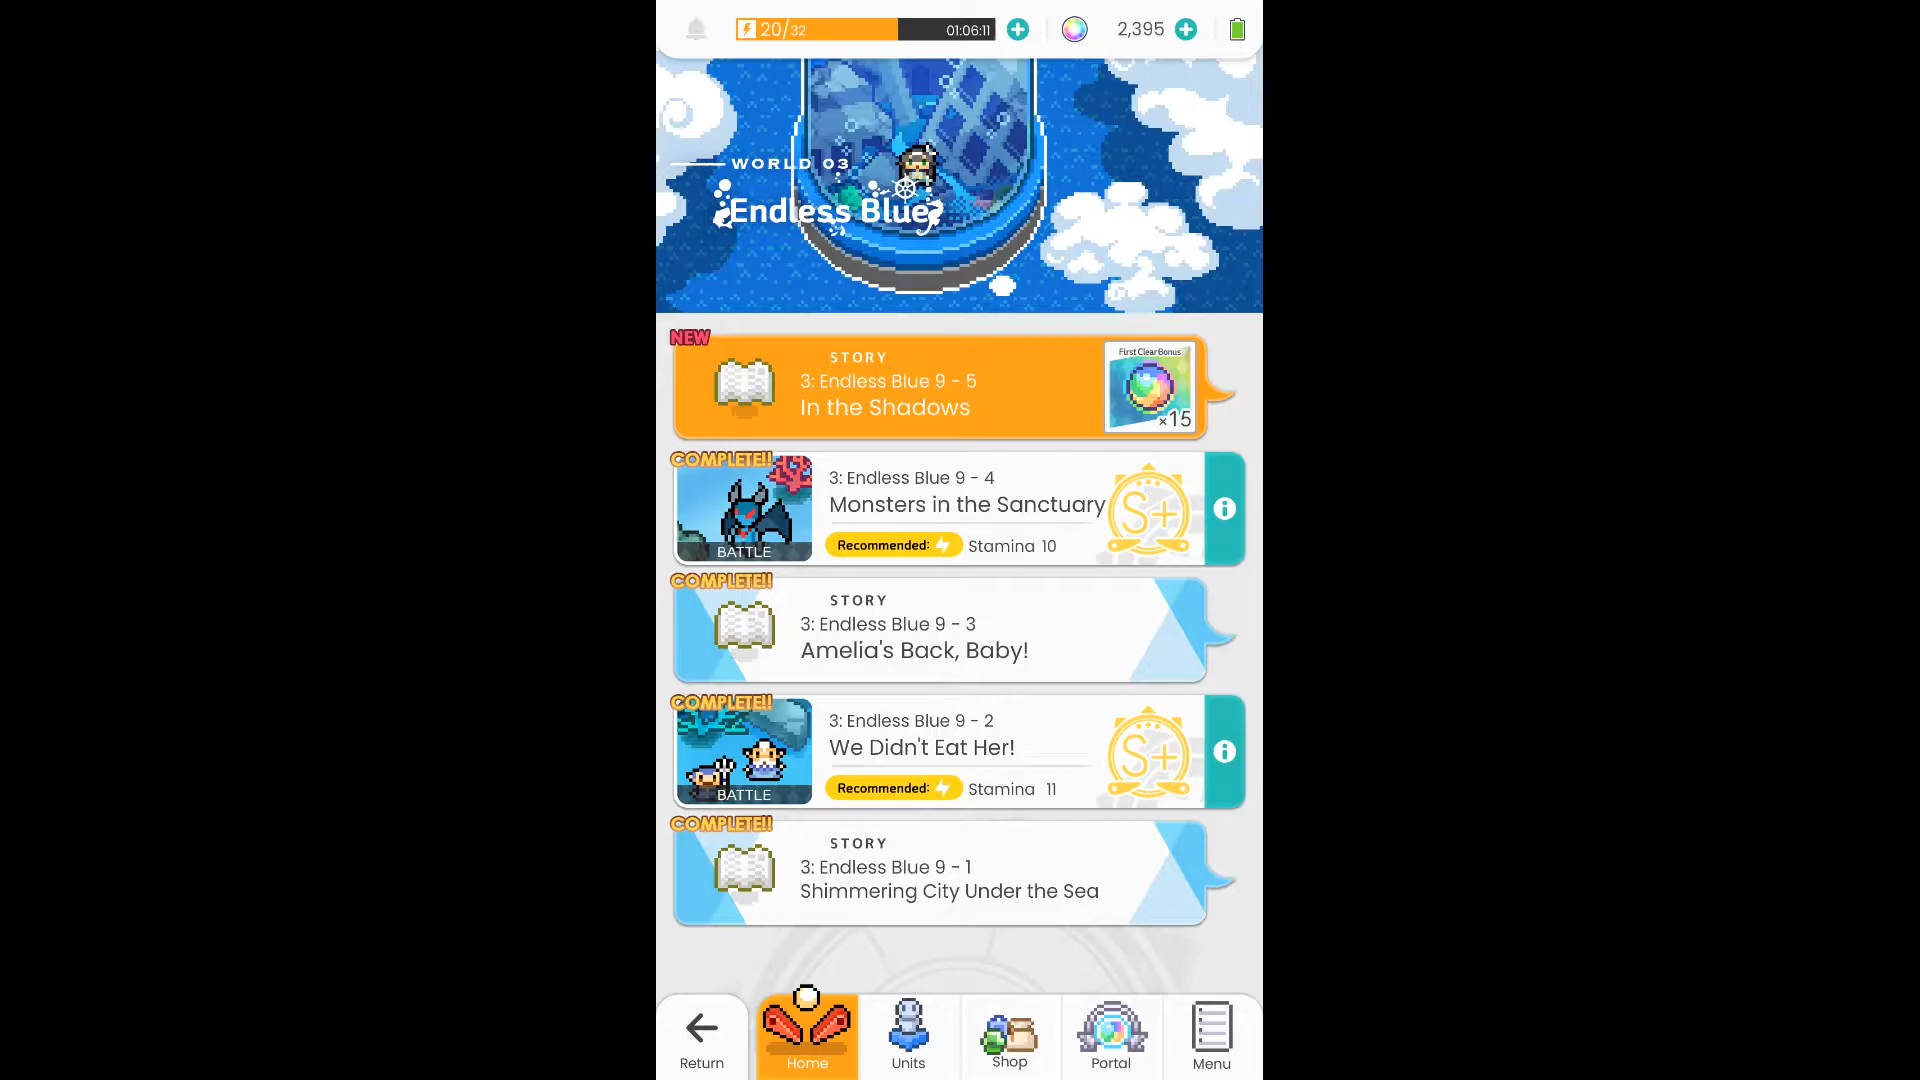 20/32
01:06:11
2,395
WORLD 03
Endless Blue
NEW
STORY
3: Endless Blue 9 - 5
In the Shadows
First Clear Bonus
×15
COMPLETE!!
3: Endless Blue 9 - 4
Monsters in the Sanctuary
S+
BATTLE
Recommended: Stamina 10
COMPLETE!!
STORY
3: Endless Blue 9 - 3
Amelia's Back, Baby!
COMPLETE!!
3: Endless Blue 9 - 2
We Didn't Eat Her!
S+
BATTLE
Recommended: Stamina 11
COMPLETE!!
STORY
3: Endless Blue 9 - 1
Shimmering City Under the Sea
Return
Home
Units
Shop
Portal
Menu